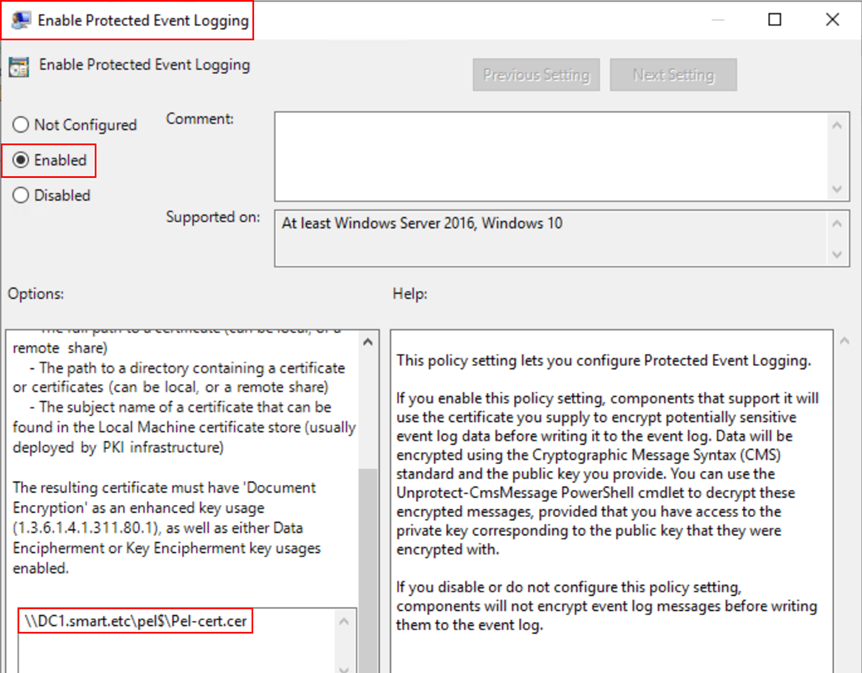 Enable Protected Event Logging
Enable Protected Event Logging
Previous Setting
Next Setting
Not Configured
Comment:
Enabled
Disabled
Supported on:
At least Windows Server 2016, Windows 10
Options:
Help:
remote share)
- The path to a directory containing a certificate
or certificates (can be local, or a remote share)
- The subject name of a certificate that can be
found in the Local Machine certificate store (usually
deployed by PKI infrastructure)
The resulting certificate must have 'Document
Encryption' as an enhanced key usage
(1.3.6.1.4.1.311.80.1), as well as either Data
Encipherment or Key Encipherment key usages
enabled.
\\DC1.smart.etc\pel$\Pel-cert.cer
This policy setting lets you configure Protected Event Logging.
If you enable this policy setting, components that support it will
use the certificate you supply to encrypt potentially sensitive
event log data before writing it to the event log. Data will be
encrypted using the Cryptographic Message Syntax (CMS)
standard and the public key you provide. You can use the
Unprotect-CmsMessage PowerShell cmdlet to decrypt these
encrypted messages, provided that you have access to the
private key corresponding to the public key that they were
encrypted with.
If you disable or do not configure this policy setting,
components will not encrypt event log messages before writing
them to the event log.